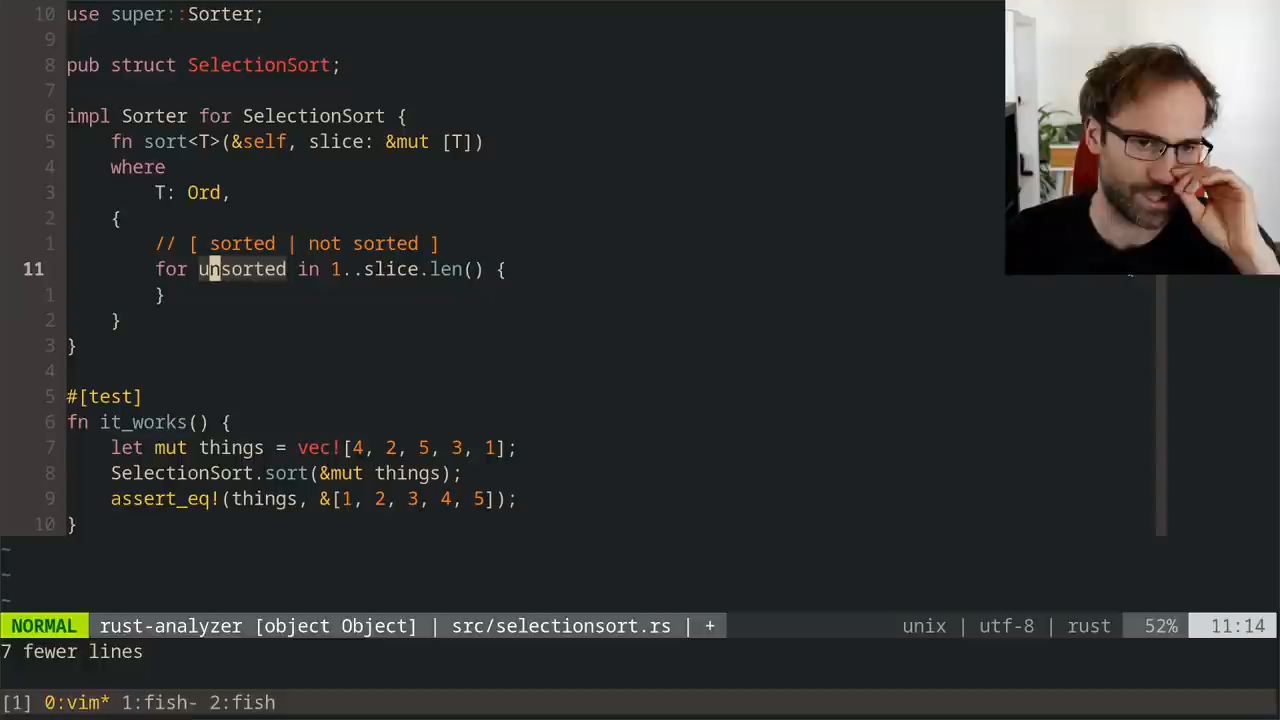 10 use super::Sorter;
9
8 pub struct SelectionSort;
7
6 impl Sorter for SelectionSort {
5     fn sort<T>(&self, slice: &mut [T])
4     where
3         T: Ord,
2     {
1         // [ sorted | not sorted ]
11         for unsorted in 1..slice.len() {
1         }
2     }
3 }
4
5 #[test]
6 fn it_works() {
7     let mut things = vec![4, 2, 5, 3, 1];
8     SelectionSort.sort(&mut things);
9     assert_eq!(things, &[1, 2, 3, 4, 5]);
10 }
~
~
~
NORMAL rust-analyzer [object Object] | src/selectionsort.rs | + unix | utf-8 | rust 52% 11:14
7 fewer lines
[1] 0:vim* 1:fish- 2:fish